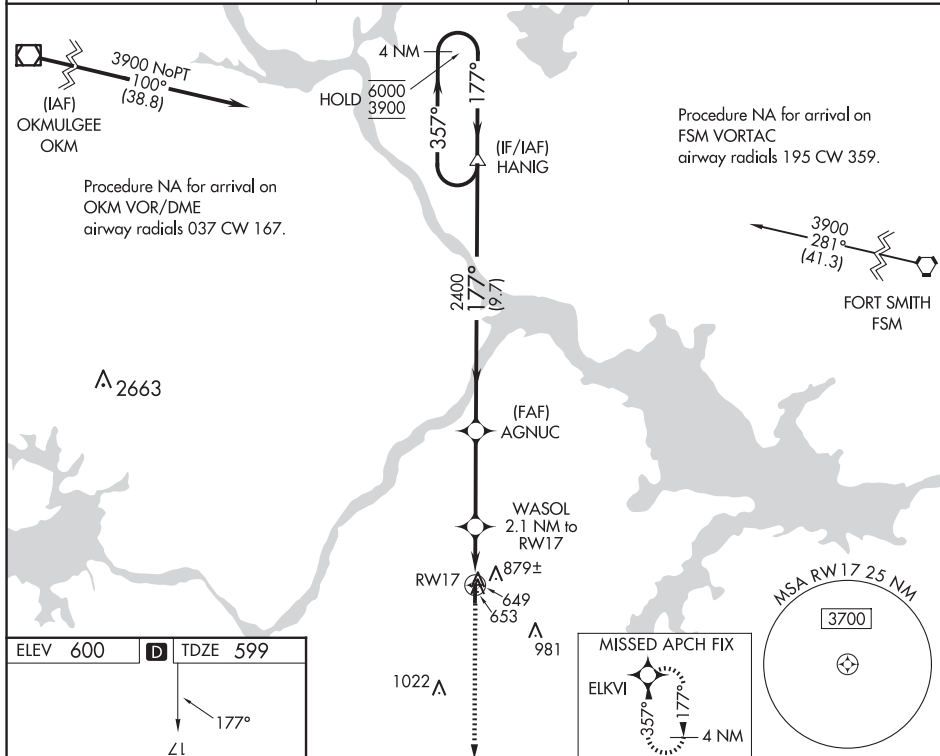 3900 NoPT
100°
(38.8)
(IAF)
OKMULGEE
OKM
4 NM
HOLD
6000
3900
357°
177°
(IF/IAF)
HANIG
Procedure NA for arrival on
FSM VORTAC
airway radials 195 CW 359.
Procedure NA for arrival on
OKM VOR/DME
airway radials 037 CW 167.
3900
281°
(41.3)
FORT SMITH
FSM
2400
177°
(9.7)
2663
(FAF)
AGNUC
WASOL
2.1 NM to
RW17
RW17
879±
649
653
981
1022
MSA RW17 25 NM
3700
MISSED APCH FIX
ELKVI
357°
177°
4 NM
ELEV 600 D TDZE 599
177°
17